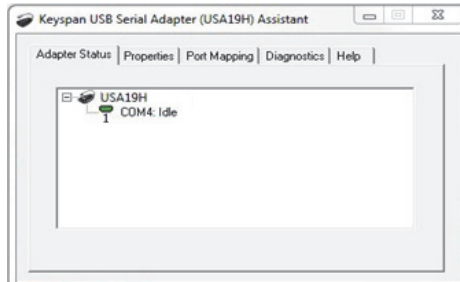 Keyspan USB Serial Adapter (USA19H) Assistant
Adapter Status | Properties | Port Mapping | Diagnostics | Help |
USA19H
COM4: Idle
1